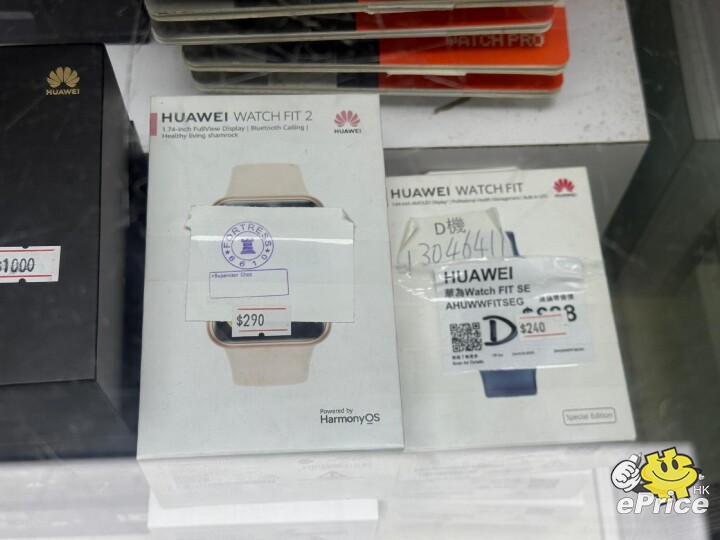 WATCH PRO
HUAWEI
$1000
HUAWEI WATCH FIT 2
1.74-inch FullView Display | Bluetooth Calling |
Healthy living shamrock
HUAWEI
FORTRESS
6610
$290
Powered by
HarmonyOS
HUAWEI WATCH FIT
HUAWEI
D機
13046411
HUAWEI
華為Watch FIT SE
AHUWWFITSEG
D
$240
Special Edition
HK
ePrice